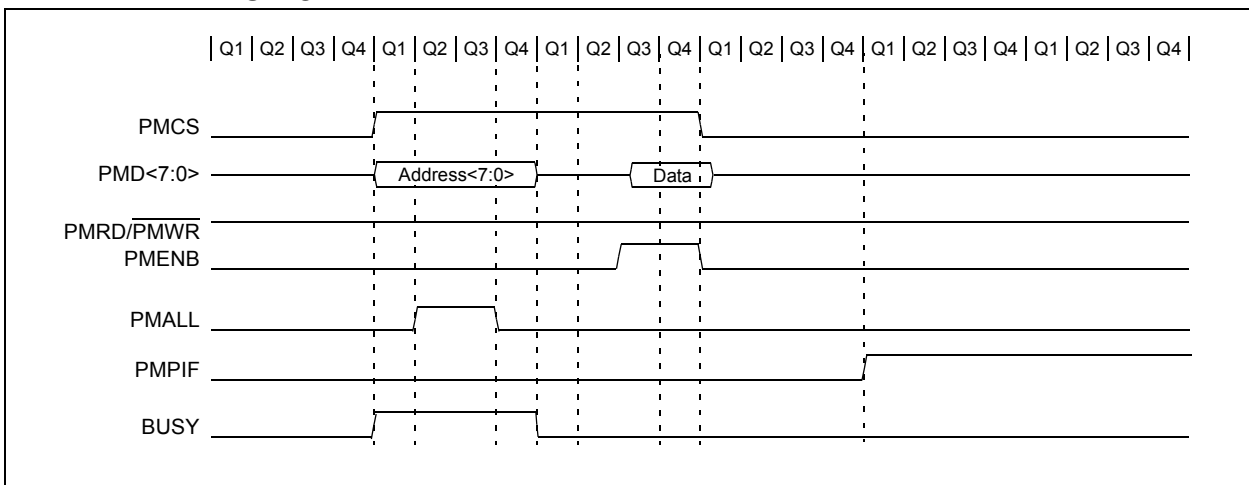 Q1 Q2 Q3 Q4 Q1 Q2 Q3 Q4 Q1 Q2 Q3 Q4 Q1 Q2 Q3 Q4 Q1 Q2 Q3 Q4 Q1 Q2 Q3 Q4
PMCS
PMD<7:0> Address<7:0> Data
PMRD/PMWR
PMENB
PMALL
PMPIF
BUSY